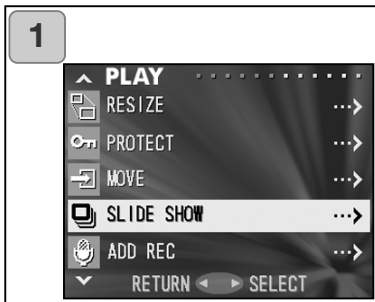 1
PLAY
RESIZE
PROTECT
MOVE
SLIDE SHOW
ADD REC
RETURN SELECT